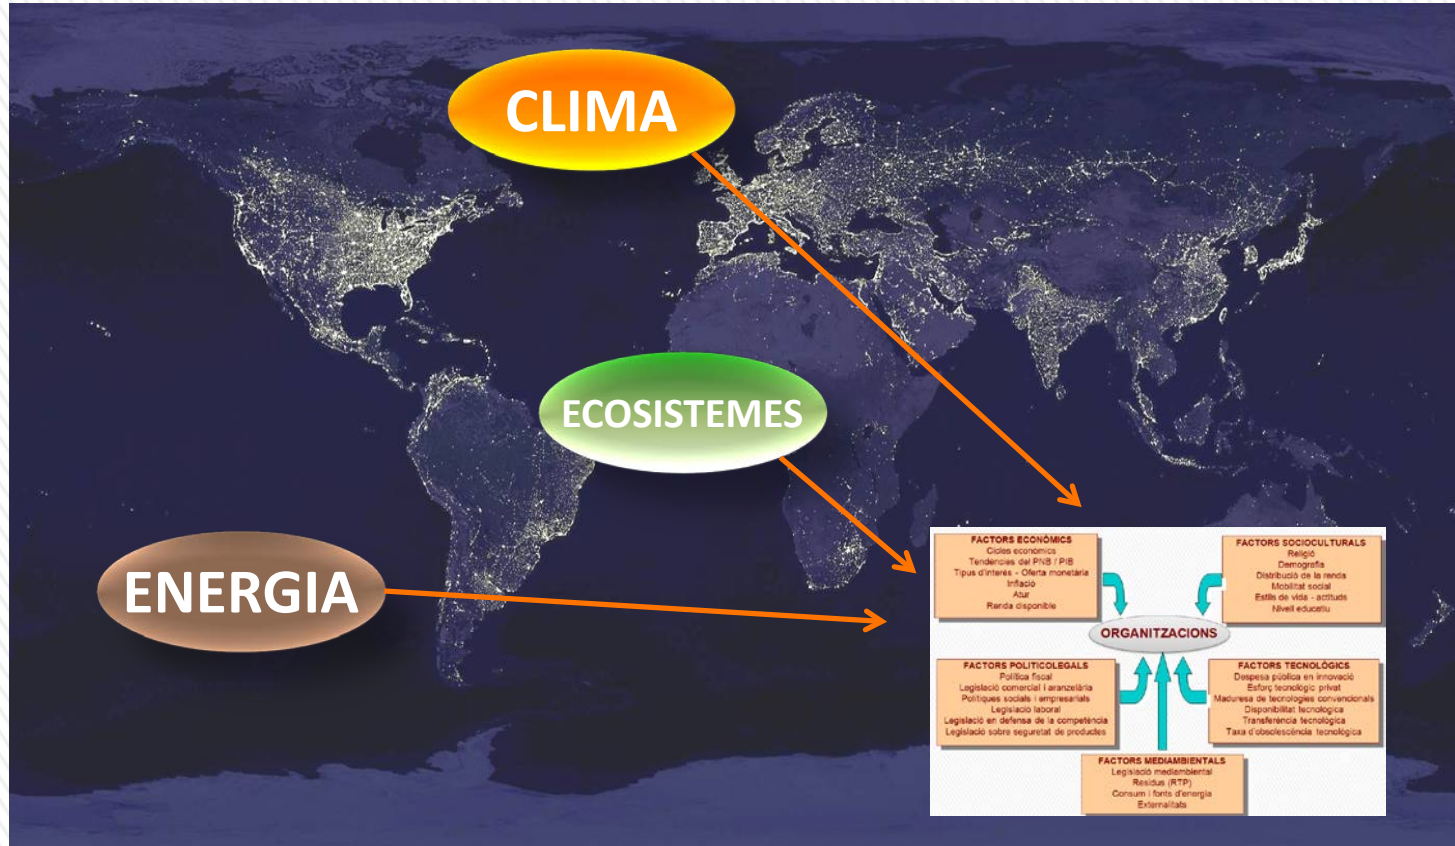 CLIMA
ECOSISTEMES
ENERGIA
FACTORS ECONÒMICS
Cicles econòmics
Tendències del PNB / PIB
Tipus d'interès - Oferta monetària
Inflació
Atur
Renda disponible
FACTORS SOCIOCULTURALS
Religió
Demografia
Distribució de la renda
Mobilitat social
Estils de vida - actituds
Nivell educatiu
ORGANITZACIONS
FACTORS POLITICOLEGALS
Política fiscal
Legislació comercial i aranzelària
Polítiques socials i empresarials
Legislació laboral
Legislació en defensa de la competència
Legislació sobre seguretat de productes
FACTORS TECNOLÒGICS
Despesa pública en innovació
Esforç tecnològic privat
Maduresa de tecnologies convencionals
Disponibilitat tecnològica
Transferència tecnològica
Taxa d'obsolescència tecnològica
FACTORS MEDIAMBIENTALS
Legislació mediambiental
Residus (RTP)
Consum i fonts d'energia
Externalitats